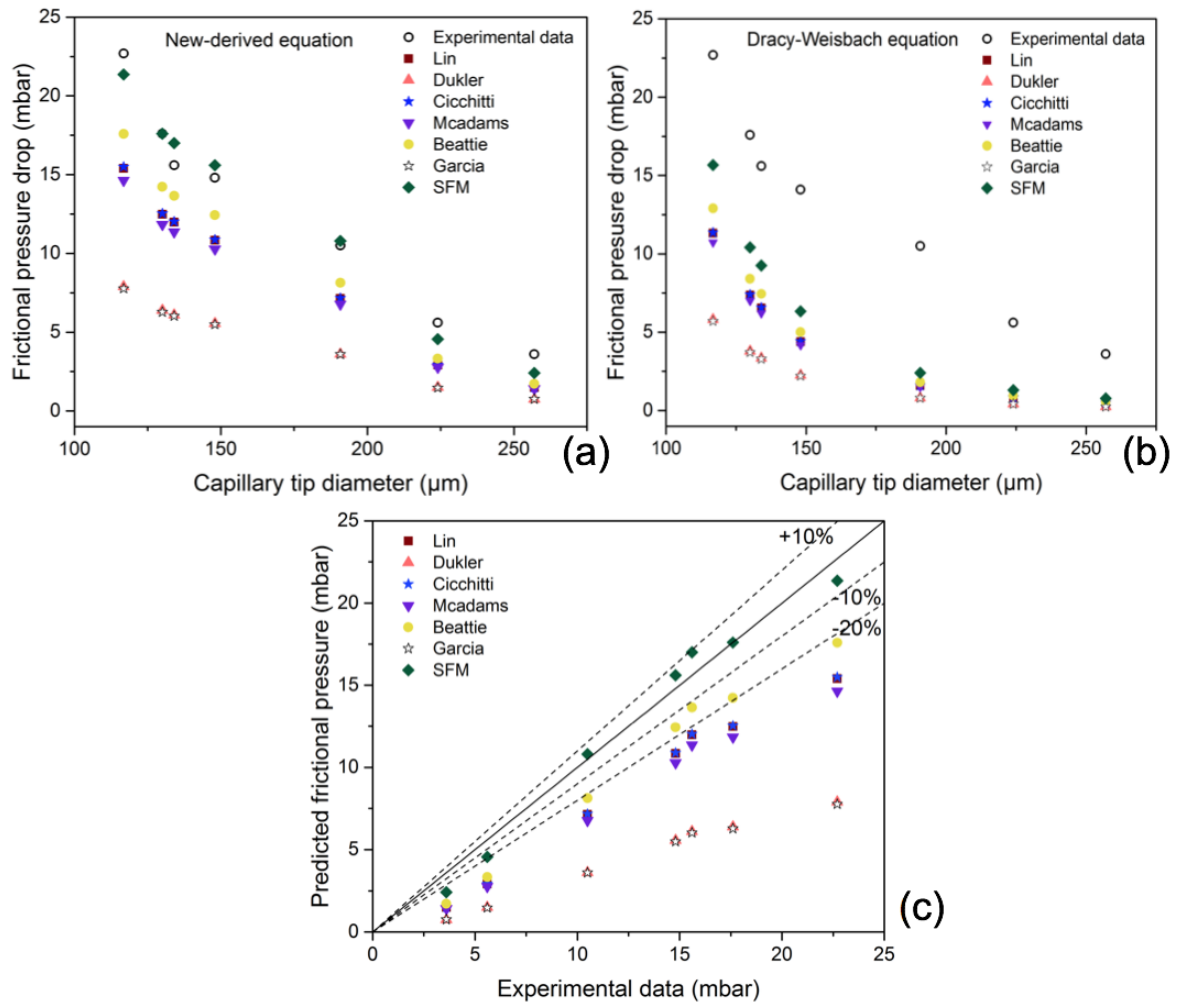 25
20
15
10
5
0
Frictional pressure drop (mbar)
New-derived equation
Experimental data
Lin
Dukler
Cicchitti
Mcadams
Beattie
Garcia
SFM
100
150
200
250
Capillary tip diameter (µm)
(a)
25
20
15
10
5
0
Frictional presusre drop (mbar)
Dracy-Weisbach equation
Experimental data
Lin
Dukler
Cicchitti
Mcadams
Beattie
Garcia
SFM
100
150
200
250
Capillary tip diameter (µm)
(b)
25
20
15
10
5
0
Predicted frictional pressure (mbar)
Lin
Dukler
Cicchitti
Mcadams
Beattie
Garcia
SFM
+10%
-10%
-20%
0
5
10
15
20
25
Experimental data (mbar)
(c)